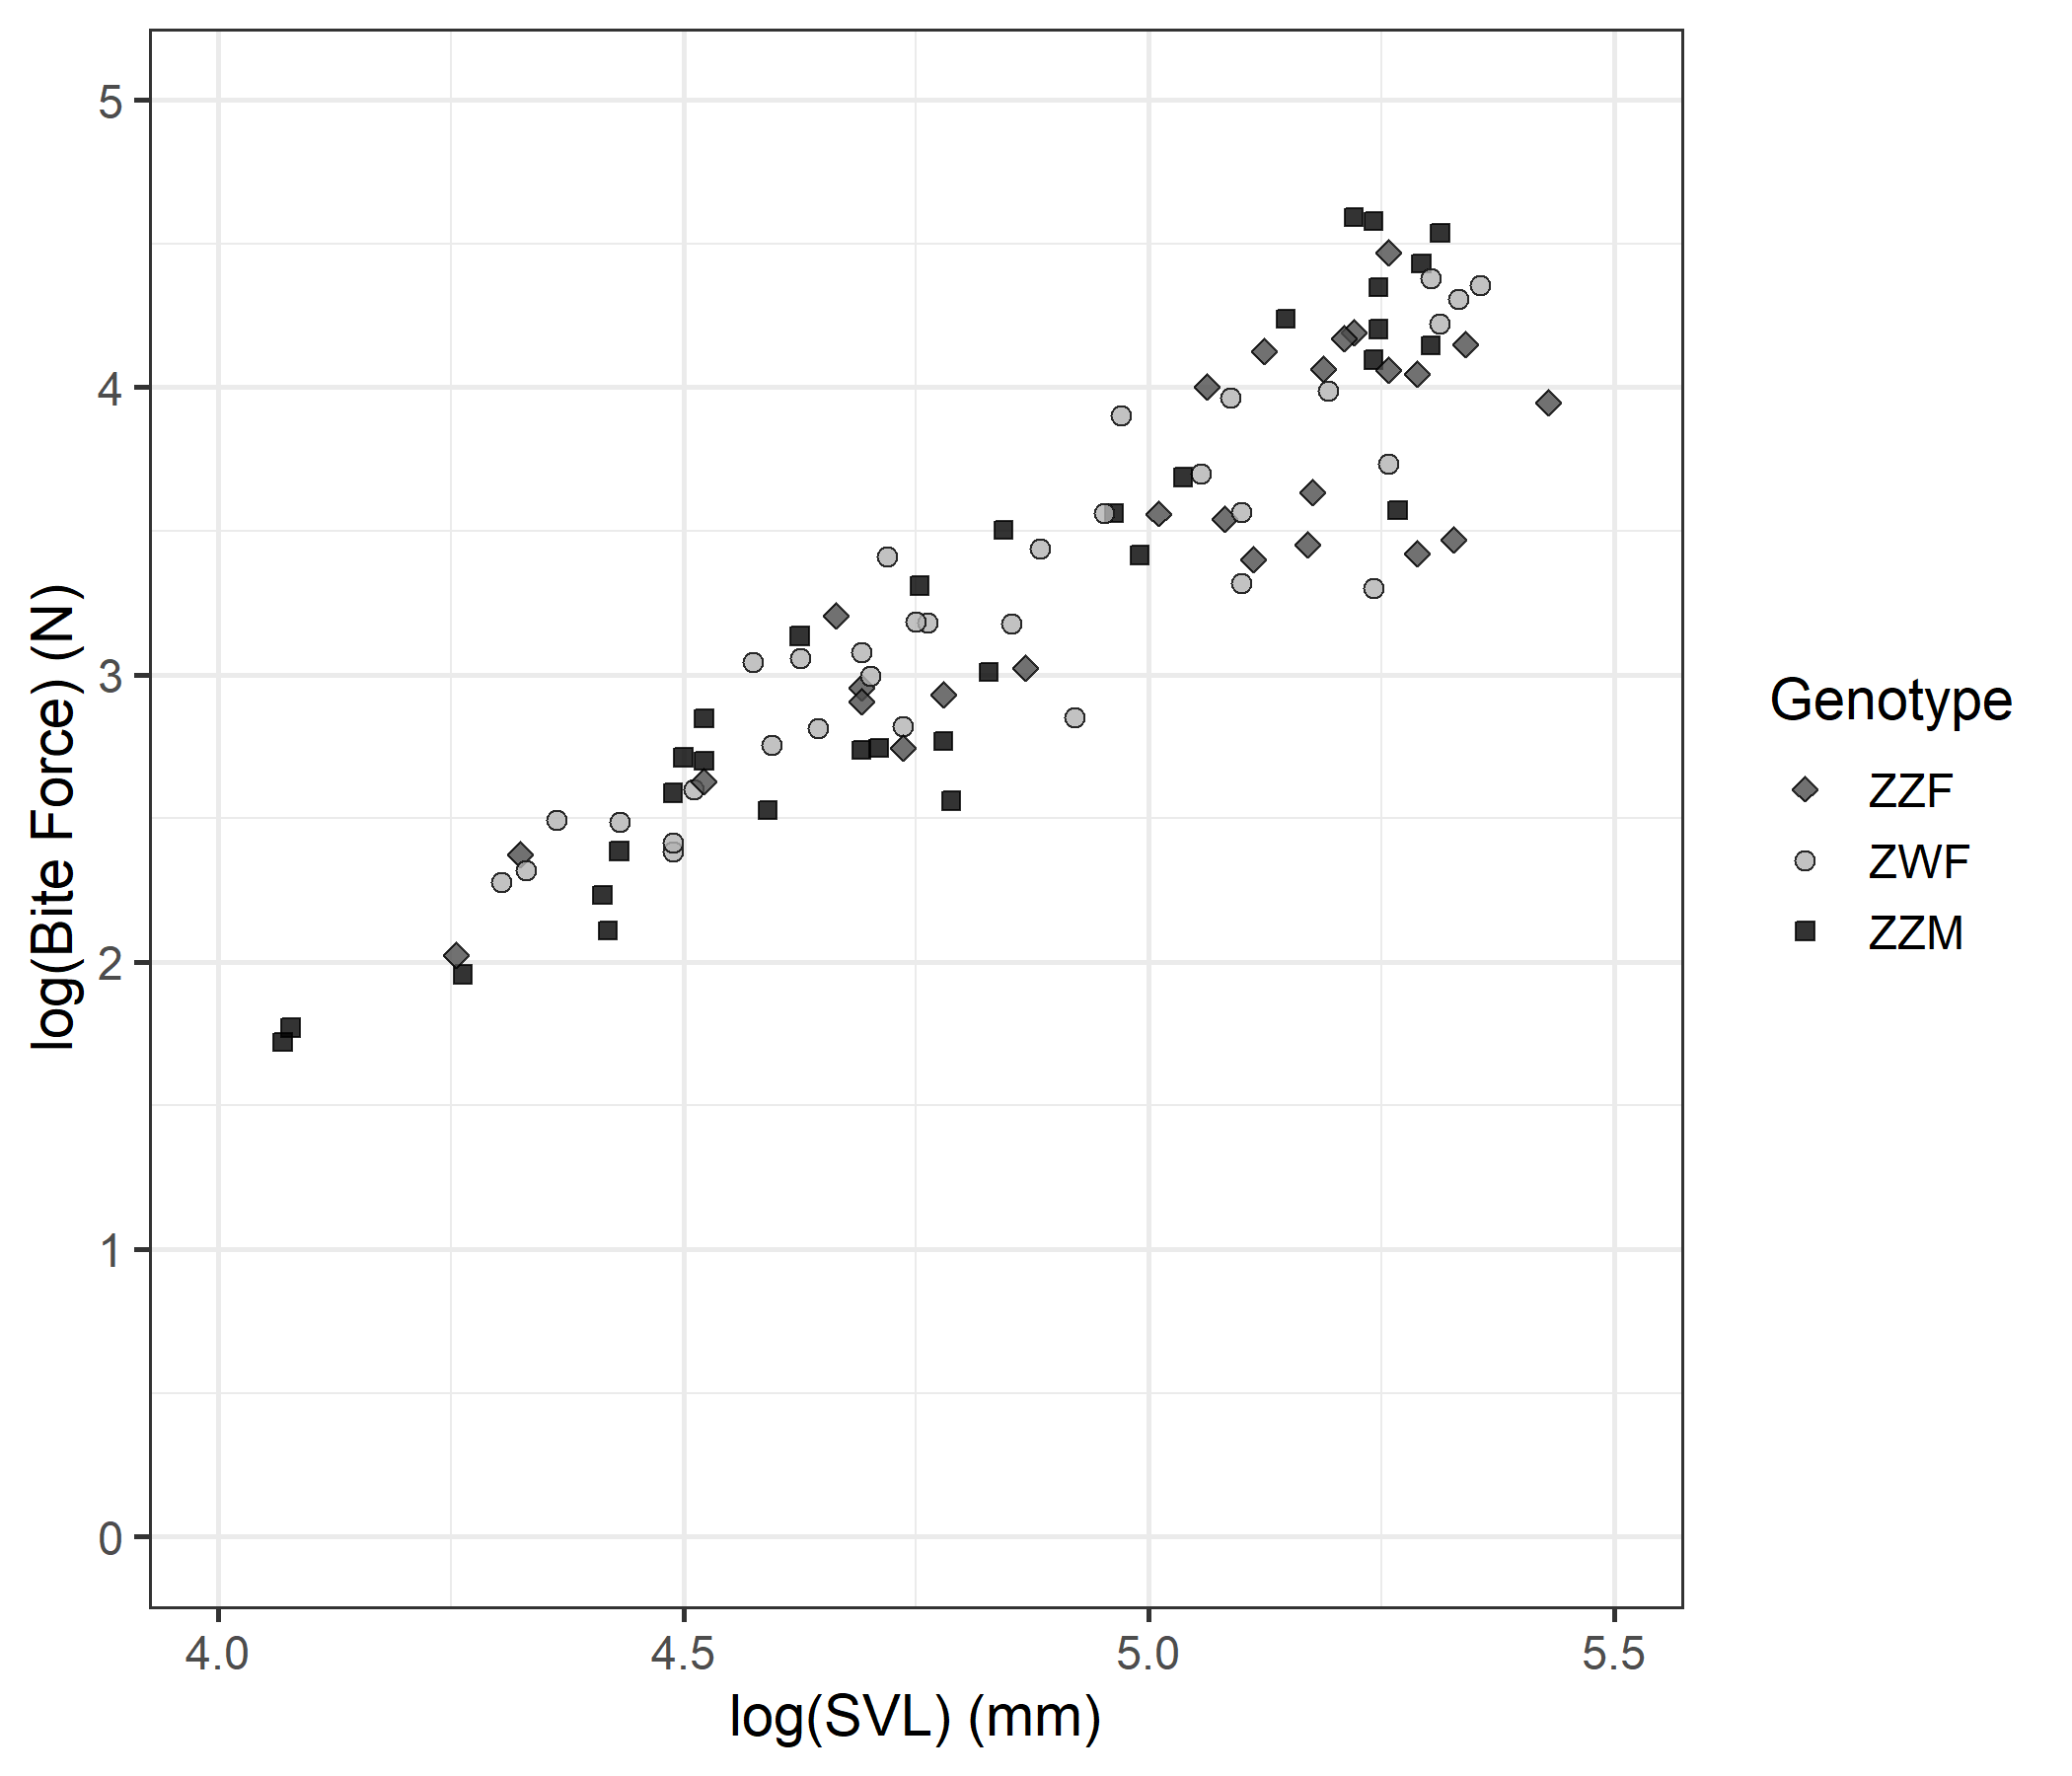 5
4
3
2
1
0
log(Bite Force) (N)
4.0 4.5 5.0 5.5
log(SVL) (mm)
Genotype
ZZF
ZWF
ZZM